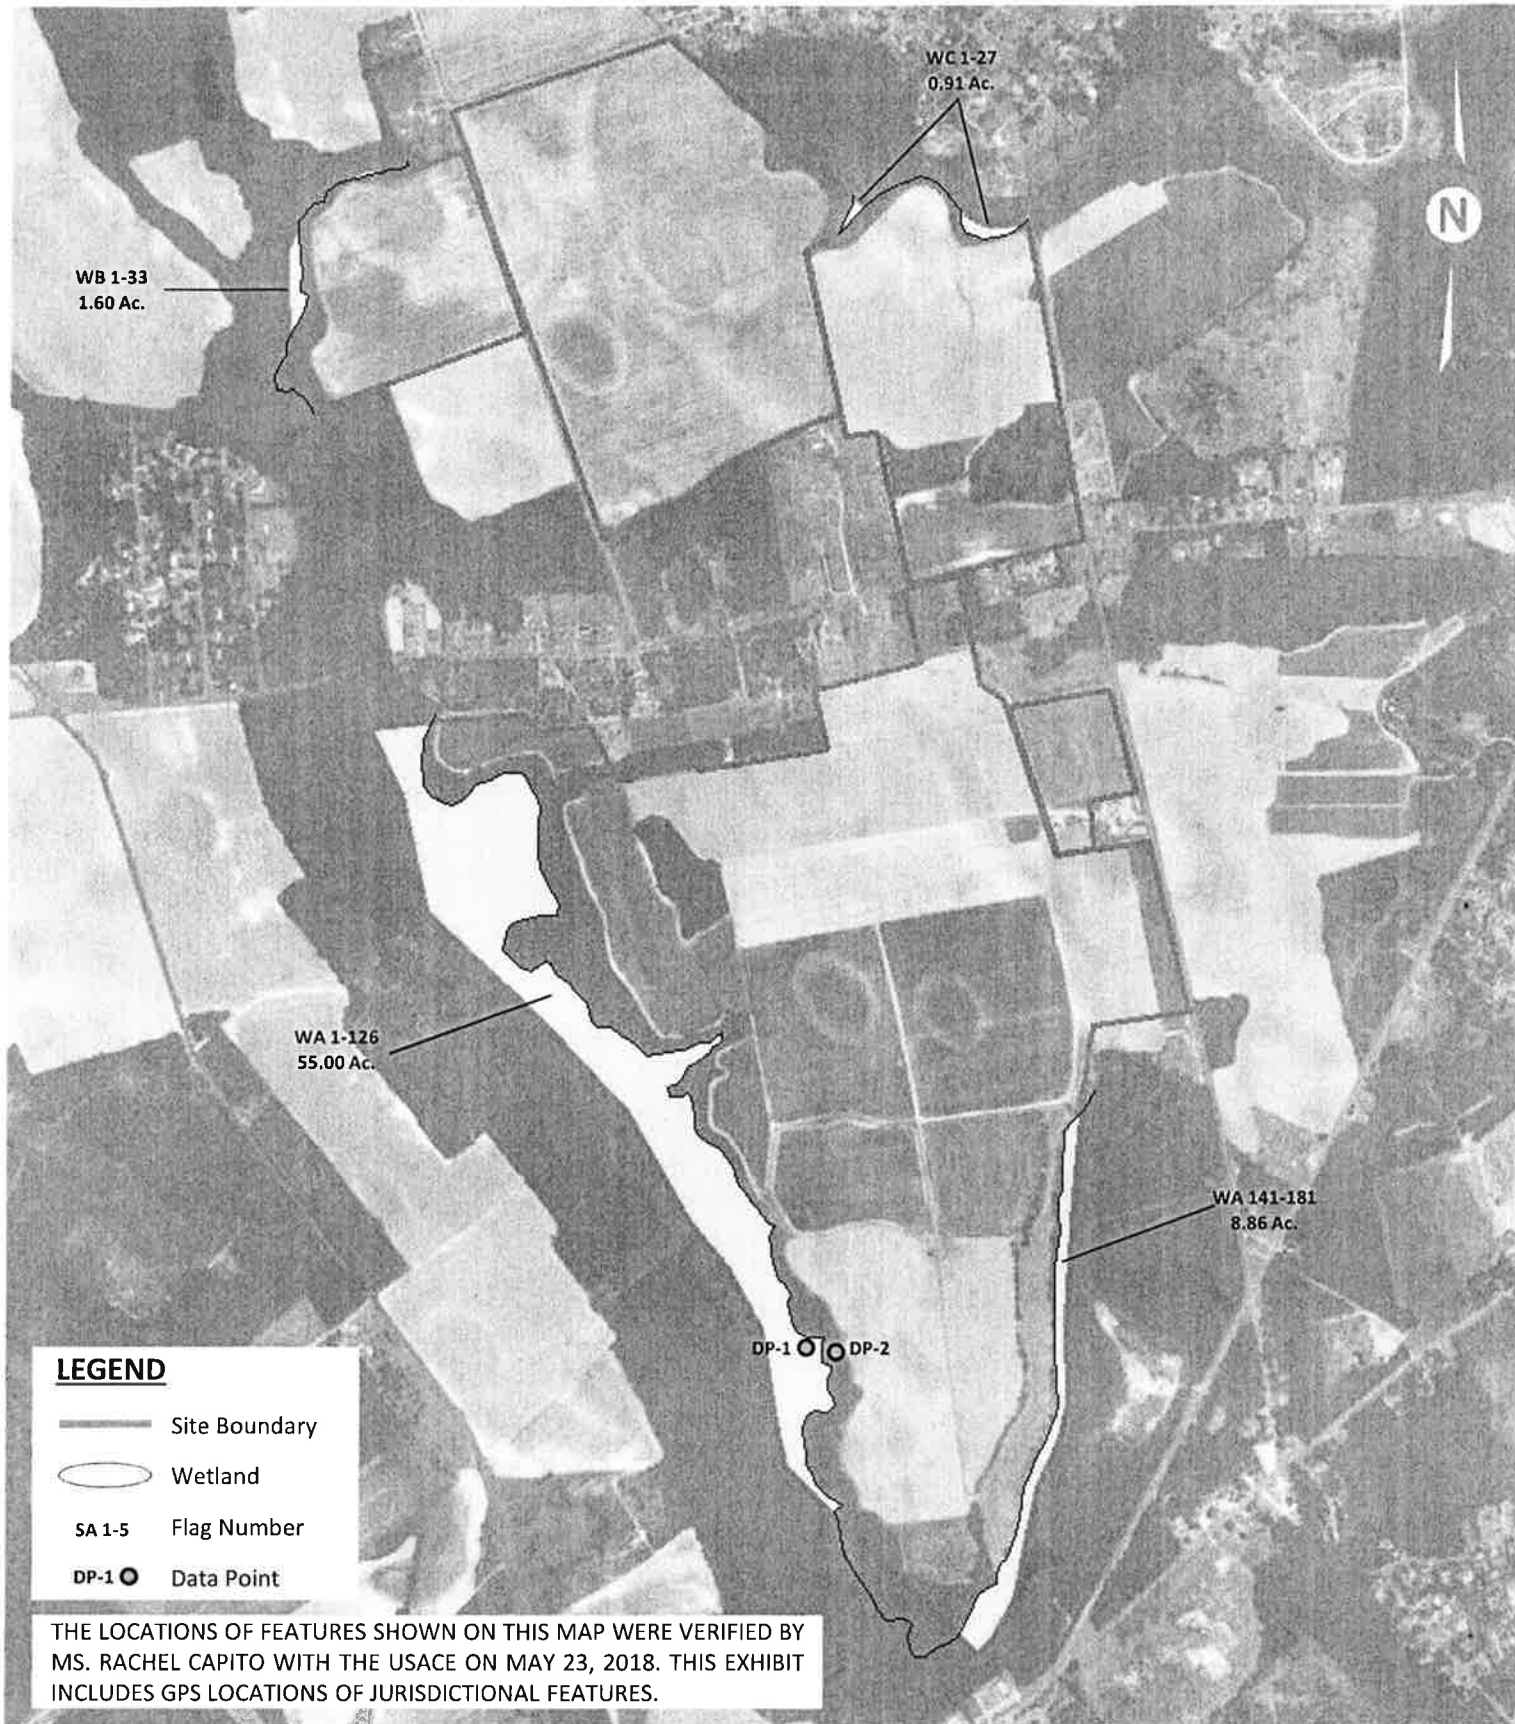 WC 1-27
0.91 Ac.
N
WB 1-33
1.60 Ac.
WA 1-126
55.00 Ac.
WA 141-181
8.86 Ac.
DP-1
DP-2
LEGEND
Site Boundary
Wetland
SA 1-5 Flag Number
DP-1 Data Point
THE LOCATIONS OF FEATURES SHOWN ON THIS MAP WERE VERIFIED BY
MS. RACHEL CAPITO WITH THE USACE ON MAY 23, 2018. THIS EXHIBIT
INCLUDES GPS LOCATIONS OF JURISDICTIONAL FEATURES.